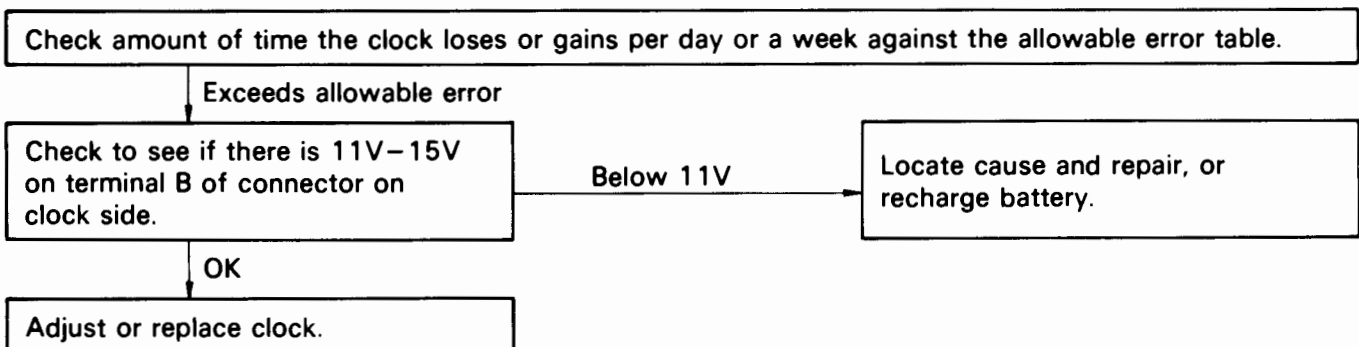 Check amount of time the clock loses or gains per day or a week against the allowable error table.
Exceeds allowable error
Check to see if there is 11V–15V
on terminal B of connector on
clock side.
Below 11V
Locate cause and repair, or
recharge battery.
OK
Adjust or replace clock.